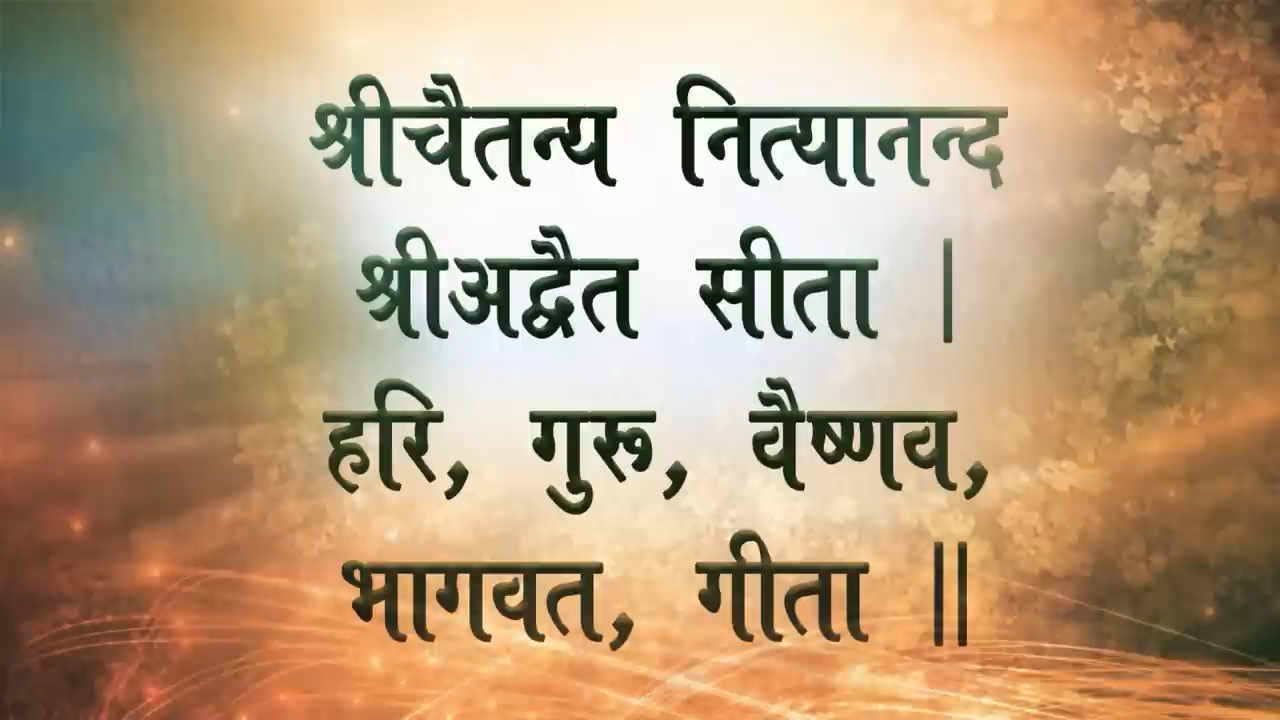 श्रीचैतन्य नित्यानन्द
श्रीअद्वैत सीता |
हरि, गुरू, वैष्णव,
भागवत, गीता ||